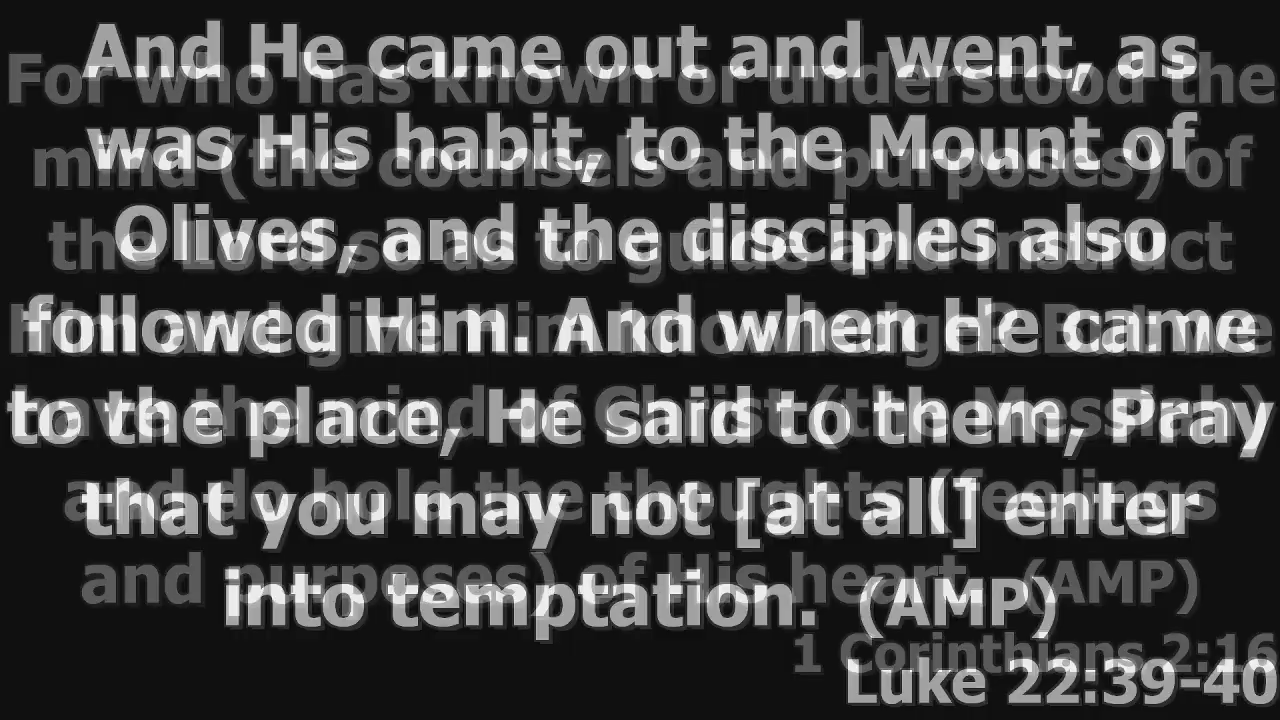 And He came out and went, as
was His habit, to the Mount of
Olives, and the disciples also
followed Him. And when He came
to the place, He said to them, Pray
that you may not [at all] enter
into temptation. (AMP)
Luke 22:39-40
For who has known or understood the
mind (the counsels and purposes) of
the Lord so as to guide and instruct
Him and give Him knowledge? But we
have the mind of Christ (the Messiah)
and do hold the thoughts (feelings
and purposes) of His heart. (AMP)
1 Corinthians 2:16